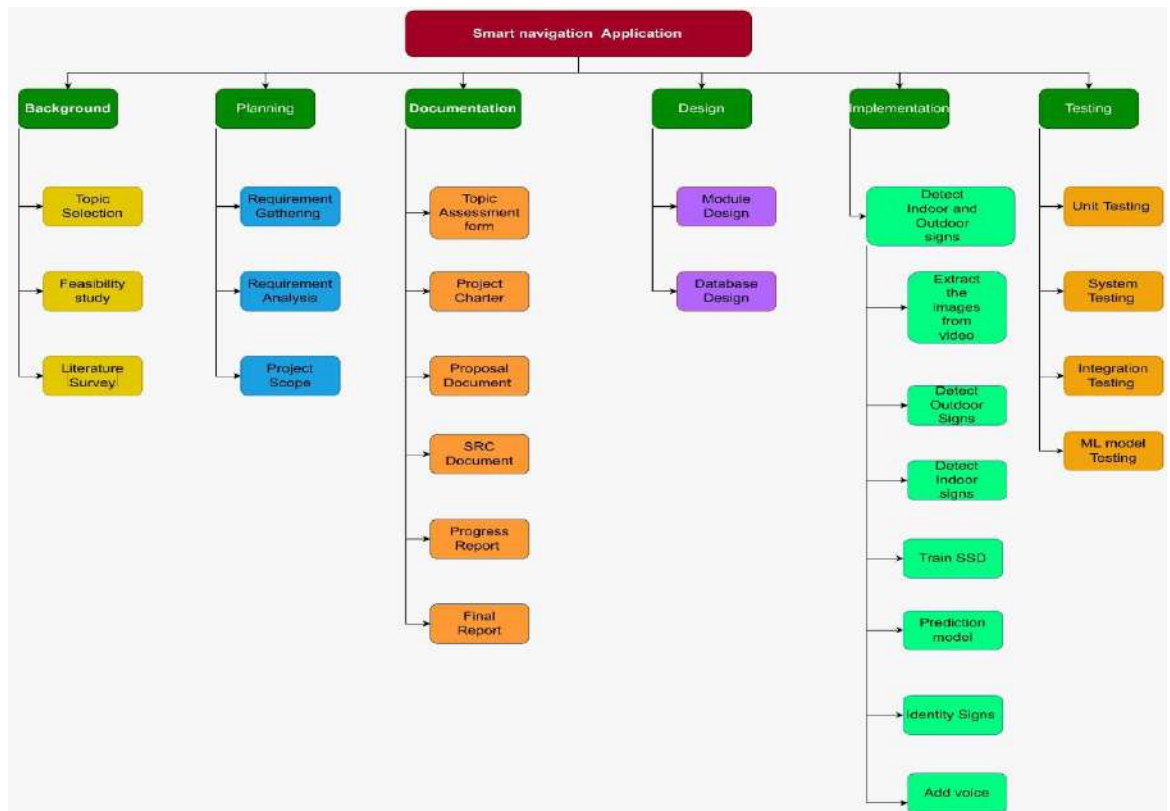 Smart navigation Application
Background
Planning
Documentation
Design
Implementation
Testing
Topic
Selection
Feasibility
study
Literature
Survey
Requirement
Gathering
Requirement
Analysis
Project
Scope
Topic
Assessment
form
Project
Charter
Proposal
Document
SRC
Document
Progress
Report
Final
Report
Module
Design
Database
Design
Detect
Indoor and
Outdoor
signs
Extract
the
images
from
video
Detect
Outdoor
Signs
Detect
Indoor
signs
Train SSD
Prediction
model
Identity Signs
Add voice
Unit Testing
System
Testing
Integration
Testing
ML model
Testing